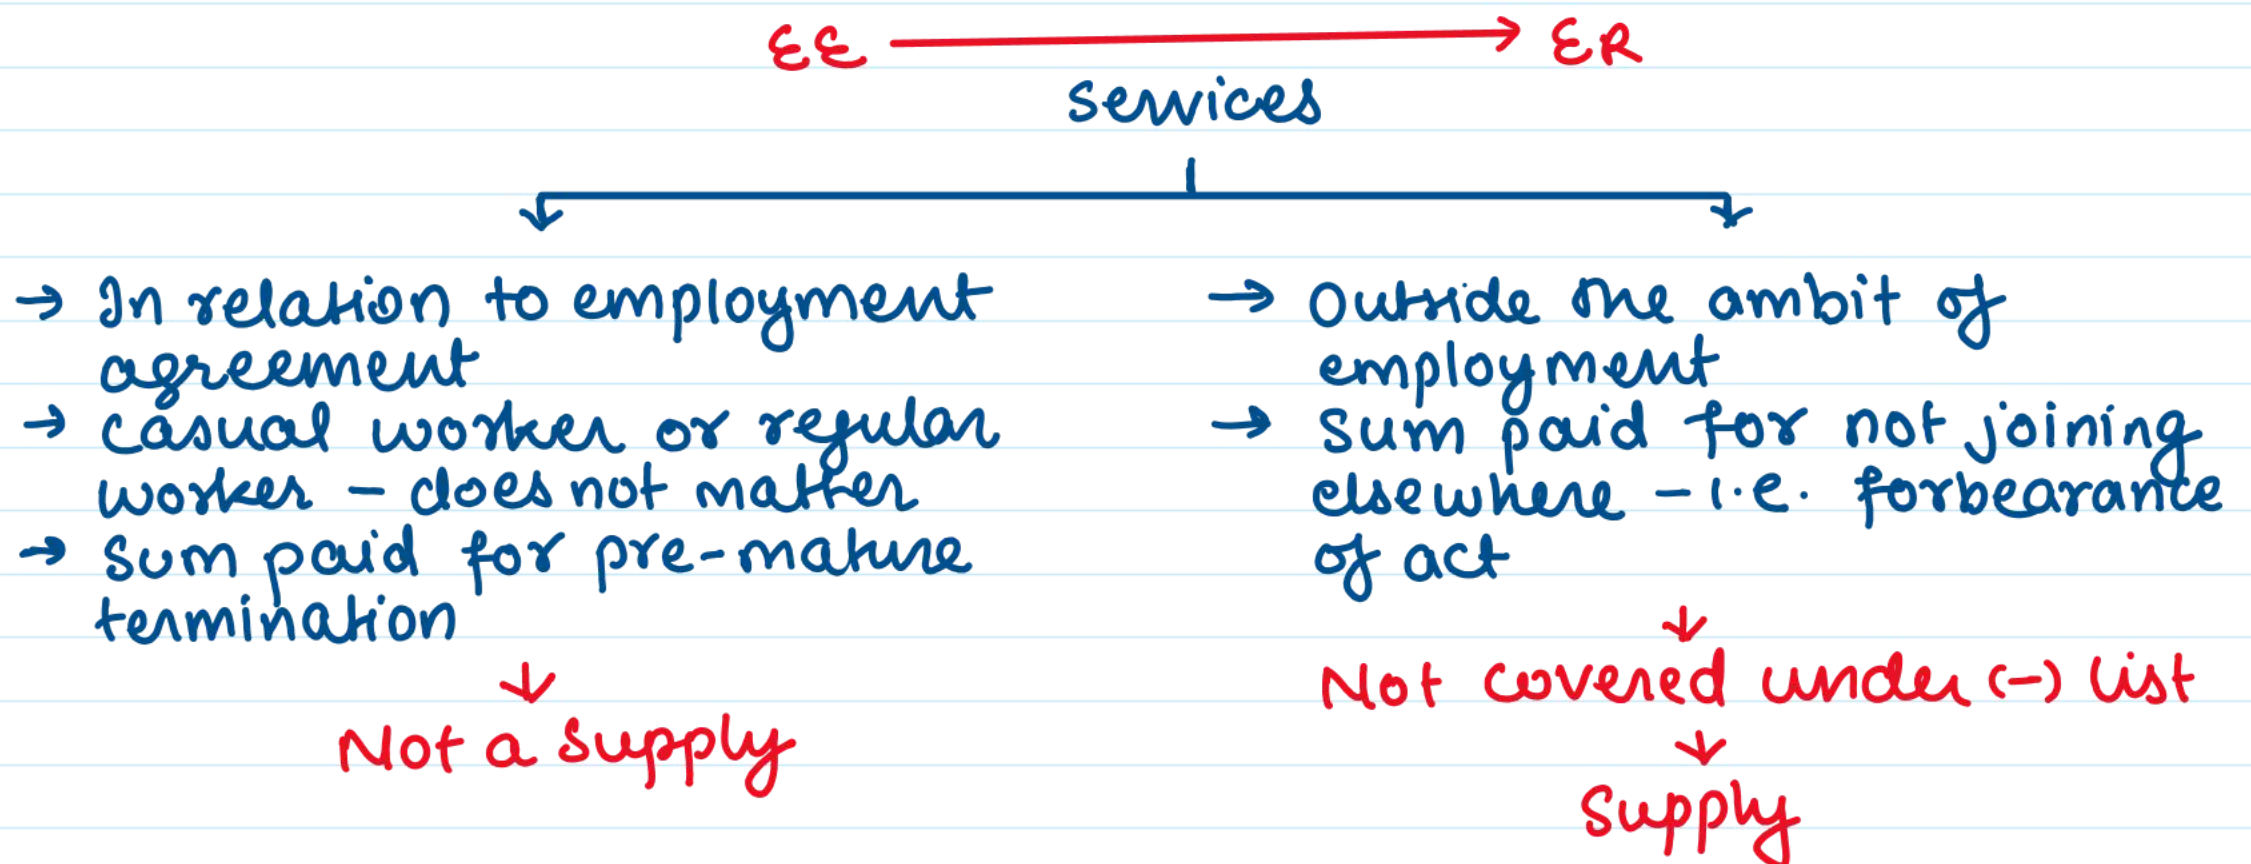 EE → ER
Services
→ In relation to employment
agreement
→ casual worker or regular
worker - does not matter
→ Sum paid for pre-mature
termination
↓
Not a supply
→ Outside the ambit of
employment
→ Sum paid for not joining
elsewhere - i.e. forbearance
of act
↓
Not covered under (-) list
↓
Supply